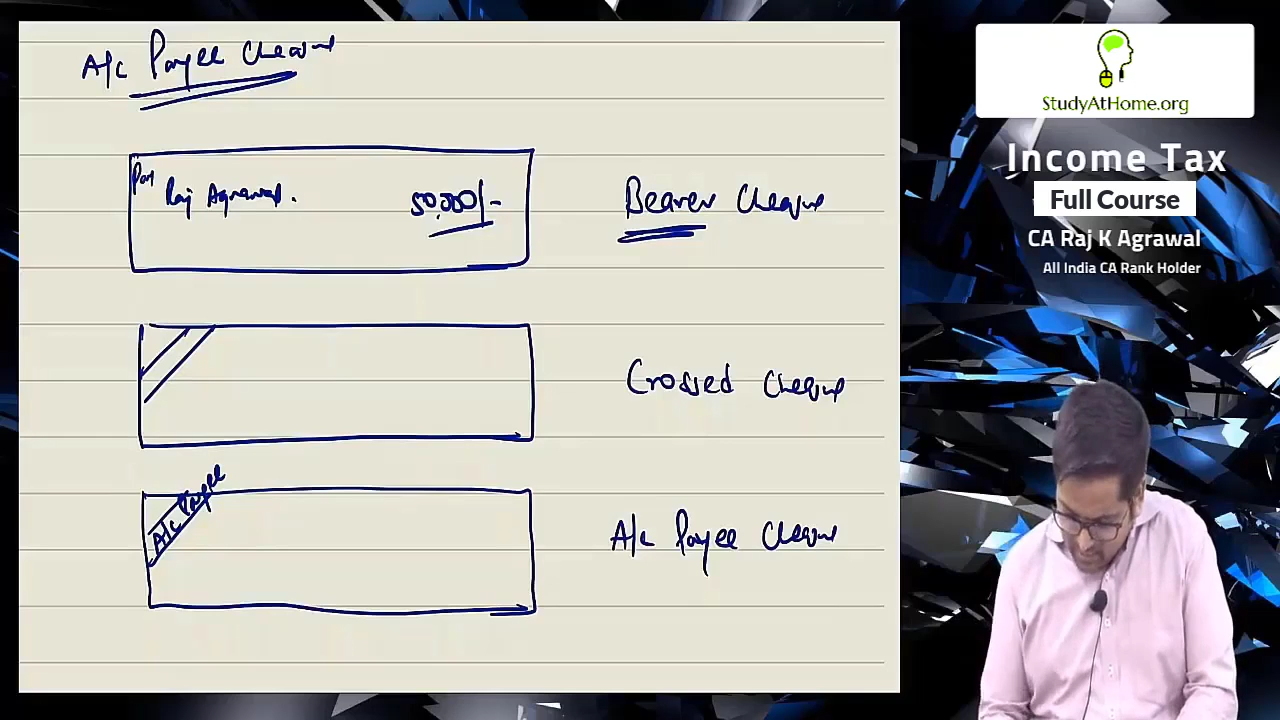 A/c Payee Cheque
Pay
Raj Agrawal.
50,000/-
Bearer Cheque
Crossed Cheque
A/c Payee
A/c Payee Cheque
StudyAtHome.org
Income Tax
Full Course
CA Raj K Agrawal
All India CA Rank Holder